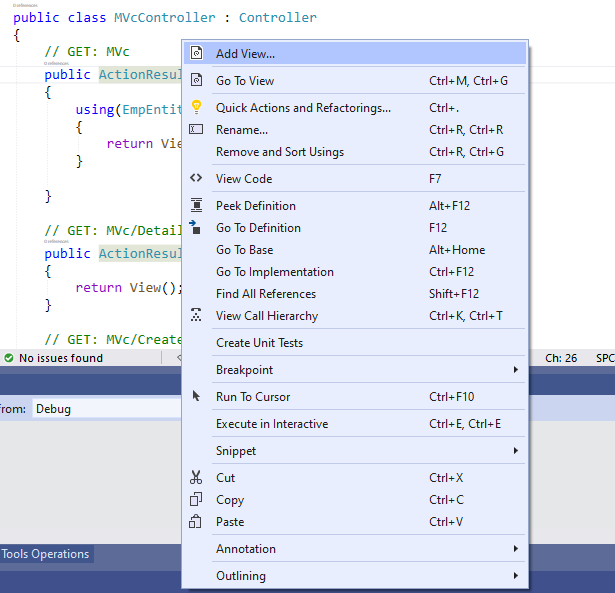 0 references
public class MVcController : Controller
{
// GET: MVc
0 references
public ActionResul
{
using(EmpEntit
{
return Vie
}
}
// GET: MVc/Detail
0 references
public ActionResul
{
return View();
}
// GET: MVc/Create
Add View...
Go To View Ctrl+M, Ctrl+G
Quick Actions and Refactorings... Ctrl+.
Rename... Ctrl+R, Ctrl+R
Remove and Sort Usings Ctrl+R, Ctrl+G
View Code F7
Peek Definition Alt+F12
Go To Definition F12
Go To Base Alt+Home
Go To Implementation Ctrl+F12
Find All References Shift+F12
View Call Hierarchy Ctrl+K, Ctrl+T
Create Unit Tests
Breakpoint
Run To Cursor Ctrl+F10
Execute in Interactive Ctrl+E, Ctrl+E
Snippet
Cut Ctrl+X
Copy Ctrl+C
Paste Ctrl+V
Annotation
Outlining
No issues found
Ch: 26 SPC
from: Debug
Tools Operations